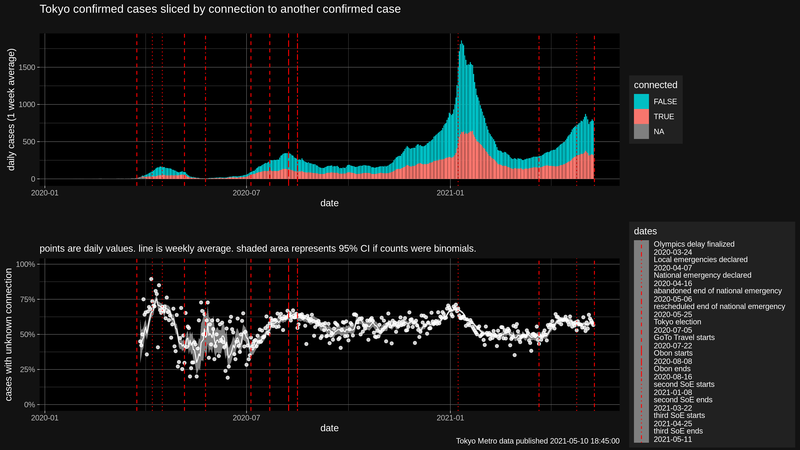 Tokyo confirmed cases sliced by connection to another confirmed case
daily cases (1 week average)
1500
1000
500
0
2020-01
2020-07
2021-01
date
connected
FALSE
TRUE
NA
points are daily values. line is weekly average. shaded area represents 95% CI if counts were binomials.
cases with unknown connection
100%
75%
50%
25%
0%
2020-01
2020-07
2021-01
date
dates
Olympics delay finalized
2020-03-24
Local emergencies declared
2020-04-07
National emergency declared
2020-04-16
abandoned end of national emergency
2020-05-06
rescheduled end of national emergency
2020-05-25
Tokyo election
2020-07-05
GoTo Travel starts
2020-07-22
Obon starts
2020-08-08
Obon ends
2020-08-16
second SoE starts
2021-01-08
second SoE ends
2021-03-22
third SoE starts
2021-04-25
third SoE ends
2021-05-11
Tokyo Metro data published 2021-05-10 18:45:00